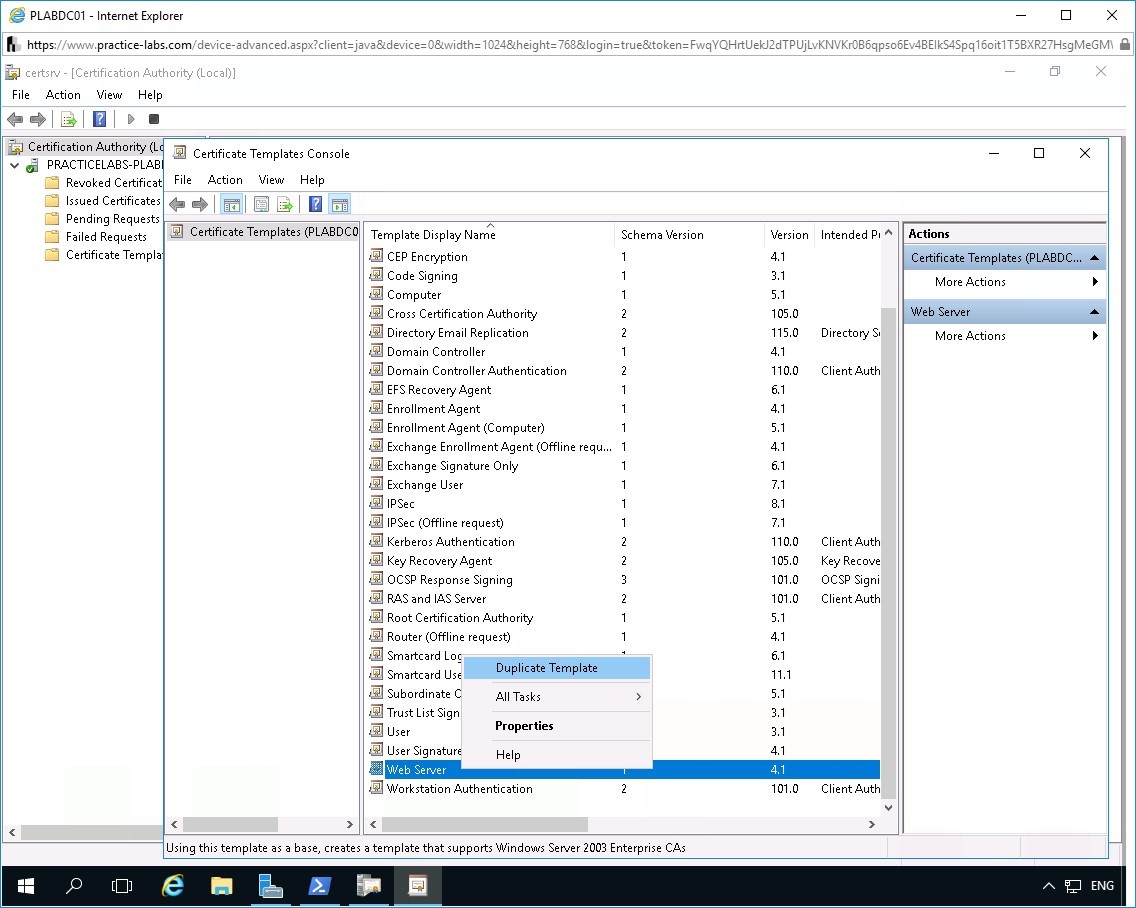 PLABDC01 - Internet Explorer
https://www.practice-labs.com/device-advanced.aspx?client=java&device=0&width=1024&height=768&login=true&token=FwqYQHrtUekJ2dTPUjLvKNVKr0B6qpso6Ev4BEIkS4Spq16oit1T5BXR27HsgMeGM
certsrv - [Certification Authority (Local)]
File Action View Help
Certification Authority (Lo
PRACTICELABS-PLAB
Revoked Certificat
Issued Certificates
Pending Requests
Failed Requests
Certificate Templa
Certificate Templates Console
File Action View Help
Certificate Templates (PLABDC0
Template Display Name Schema Version Version Intended Pu
CEP Encryption 1 4.1
Code Signing 1 3.1
Computer 1 5.1
Cross Certification Authority 2 105.0
Directory Email Replication 2 115.0 Directory Se
Domain Controller 1 4.1
Domain Controller Authentication 2 110.0 Client Auth
EFS Recovery Agent 1 6.1
Enrollment Agent 1 4.1
Enrollment Agent (Computer) 1 5.1
Exchange Enrollment Agent (Offline requ... 1 4.1
Exchange Signature Only 1 6.1
Exchange User 1 7.1
IPSec 1 8.1
IPSec (Offline request) 1 7.1
Kerberos Authentication 2 110.0 Client Auth
Key Recovery Agent 2 105.0 Key Recove
OCSP Response Signing 3 101.0 OCSP Signi
RAS and IAS Server 2 101.0 Client Auth
Root Certification Authority 1 5.1
Router (Offline request) 1 4.1
Smartcard Log 1 6.1
Smartcard Use 11.1
Subordinate C 5.1
Trust List Sign 3.1
User 3.1
User Signature 4.1
Web Server 1 4.1
Workstation Authentication 2 101.0 Client Auth
Duplicate Template
All Tasks
Properties
Help
Actions
Certificate Templates (PLABDC...
More Actions
Web Server
More Actions
Using this template as a base, creates a template that supports Windows Server 2003 Enterprise CAs
ENG